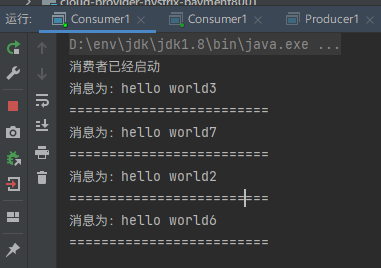 cloud-provider-hystrix-payment8001
运行: Consumer1 × Consumer1 × Producer1
D:\env\jdk\jdk1.8\bin\java.exe ...
消费者已经启动
消息为：hello world3
==========================
消息为：hello world7
==========================
消息为：hello world2
==========================
消息为：hello world6
==========================